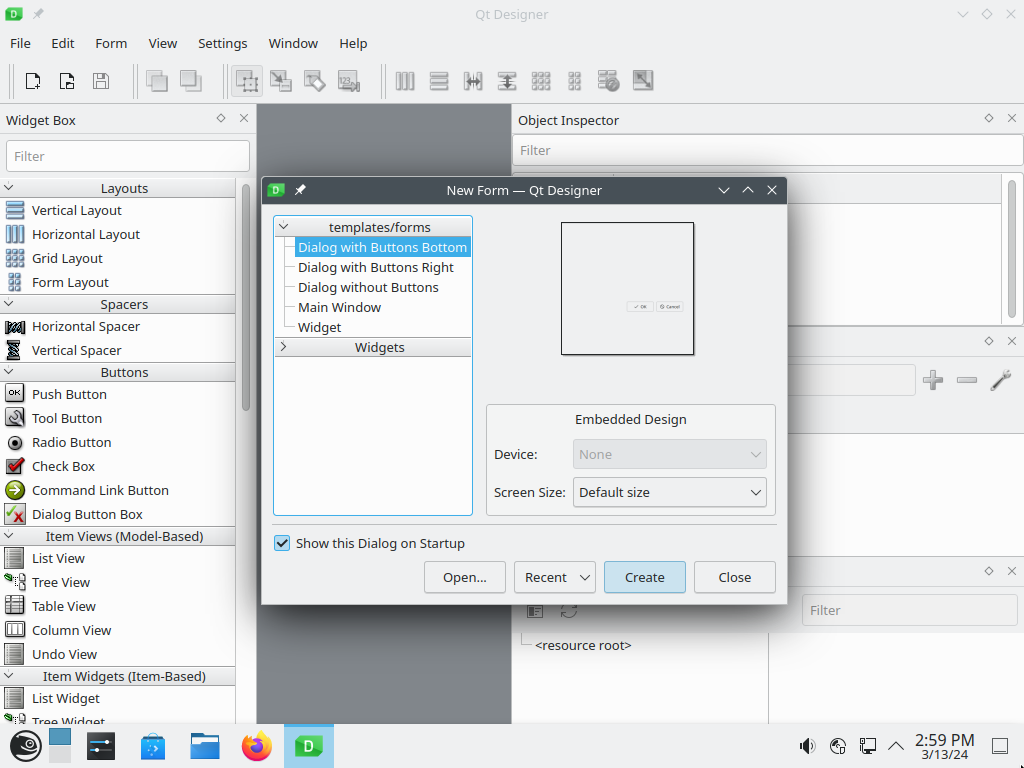 Qt Designer
File Edit Form View Settings Window Help
Widget Box
Filter
Layouts
Vertical Layout
Horizontal Layout
Grid Layout
Form Layout
Spacers
Horizontal Spacer
Vertical Spacer
Buttons
Push Button
Tool Button
Radio Button
Check Box
Command Link Button
Dialog Button Box
Item Views (Model-Based)
List View
Tree View
Table View
Column View
Undo View
Item Widgets (Item-Based)
List Widget
Tree Widget
Object Inspector
Filter
New Form — Qt Designer
templates/forms
Dialog with Buttons Bottom
Dialog with Buttons Right
Dialog without Buttons
Main Window
Widget
Widgets
OK Cancel
Embedded Design
Device: None
Screen Size: Default size
Show this Dialog on Startup
Open... Recent Create Close
Filter
<resource root>
2:59 PM
3/13/24